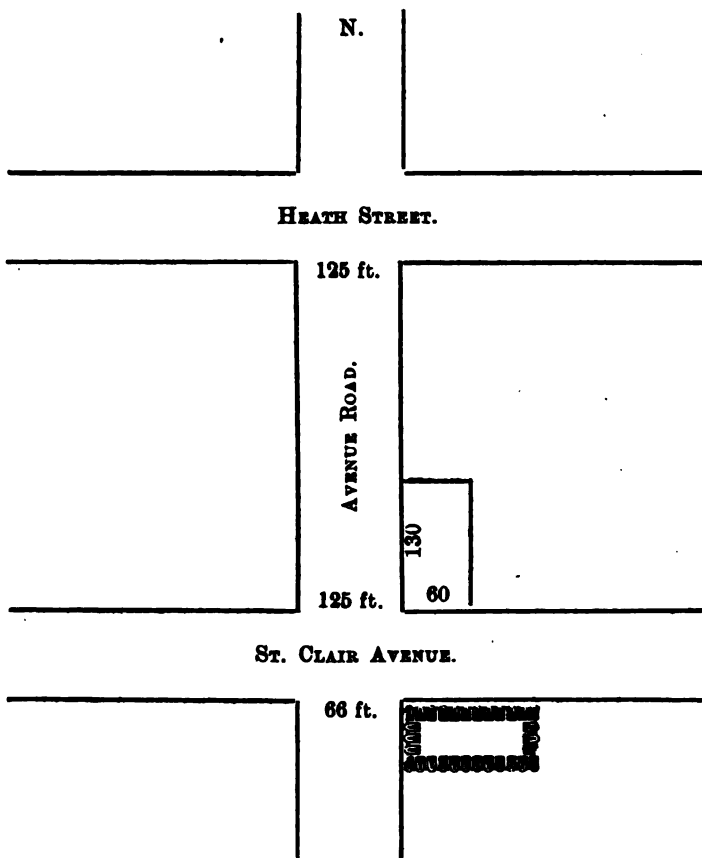 N.
HEATH STREET.
125 ft.
AVENUE ROAD.
130
125 ft.
60
ST. CLAIR AVENUE.
66 ft.